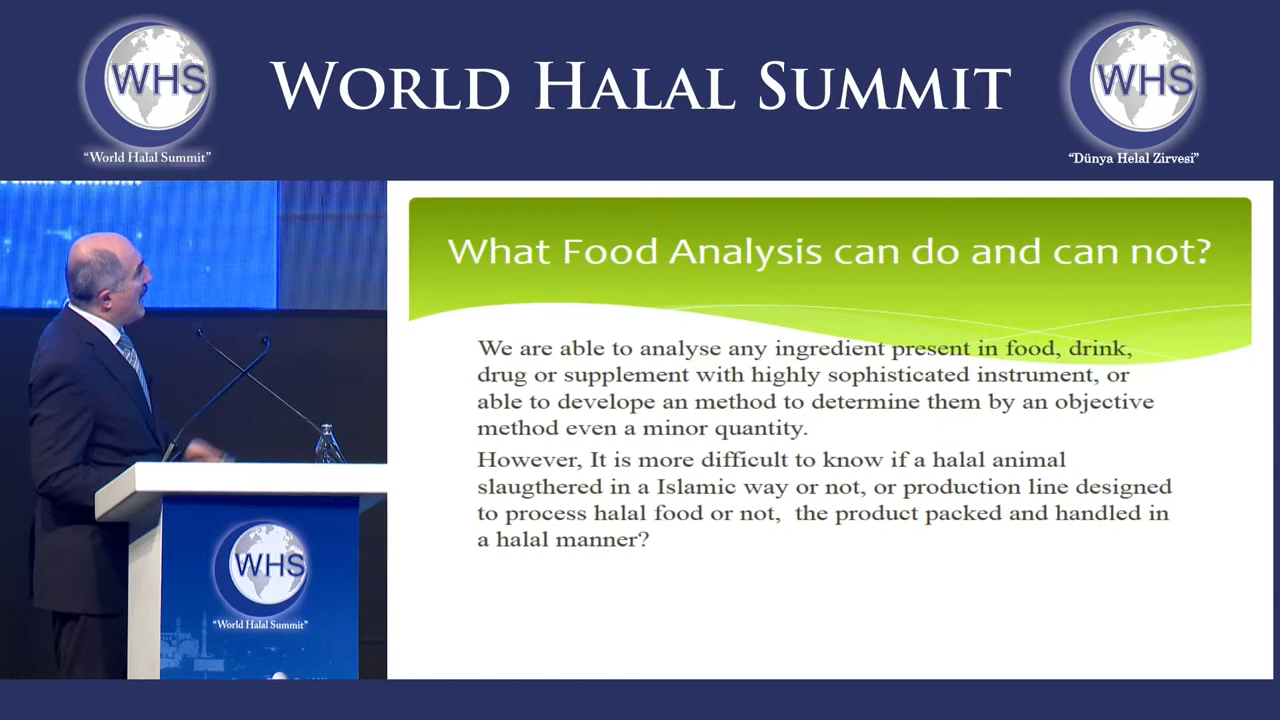 WHS
"World Halal Summit"
WORLD HALAL SUMMIT
WHS
"Dünya Helal Zirvesi"
What Food Analysis can do and can not?
We are able to analyse any ingredient present in food, drink,
drug or supplement with highly sophisticated instrument, or
able to develope an method to determine them by an objective
method even a minor quantity.
However, It is more difficult to know if a halal animal
slaugthered in a Islamic way or not, or production line designed
to process halal food or not, the product packed and handled in
a halal manner?
WHS
"World Halal Summit"